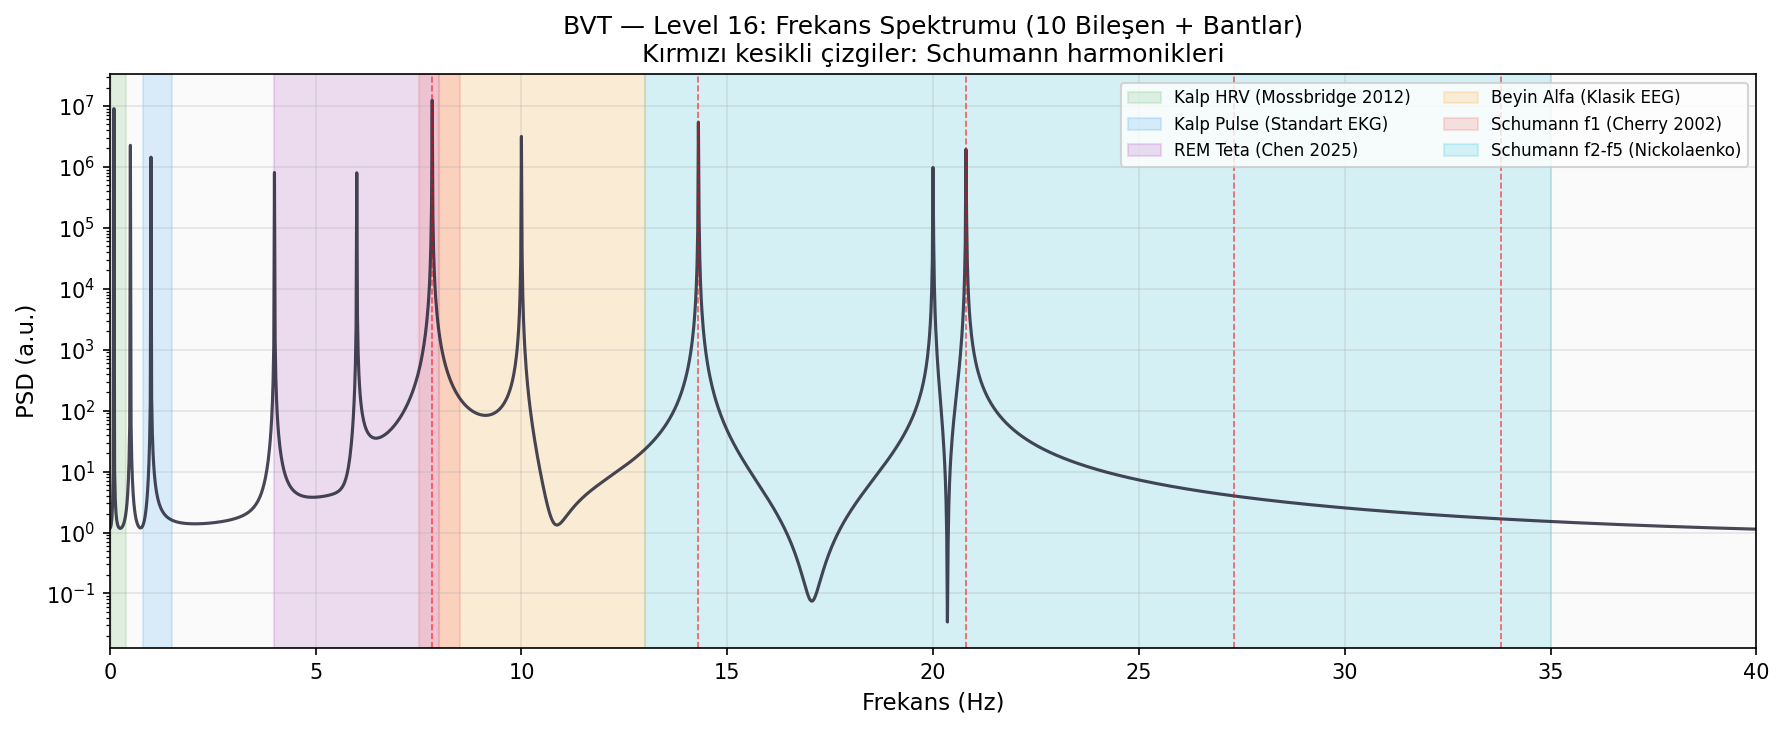 BVT — Level 16: Frekans Spektrumu (10 Bileşen + Bantlar)
Kırmızı kesikli çizgiler: Schumann harmonikleri
Kalp HRV (Mossbridge 2012)
Kalp Pulse (Standart EKG)
REM Teta (Chen 2025)
Beyin Alfa (Klasik EEG)
Schumann f1 (Cherry 2002)
Schumann f2-f5 (Nickolaenko)
PSD (a.u.)
10⁷
10⁶
10⁵
10⁴
10³
10²
10¹
10⁰
10⁻¹
0 5 10 15 20 25 30 35 40
Frekans (Hz)